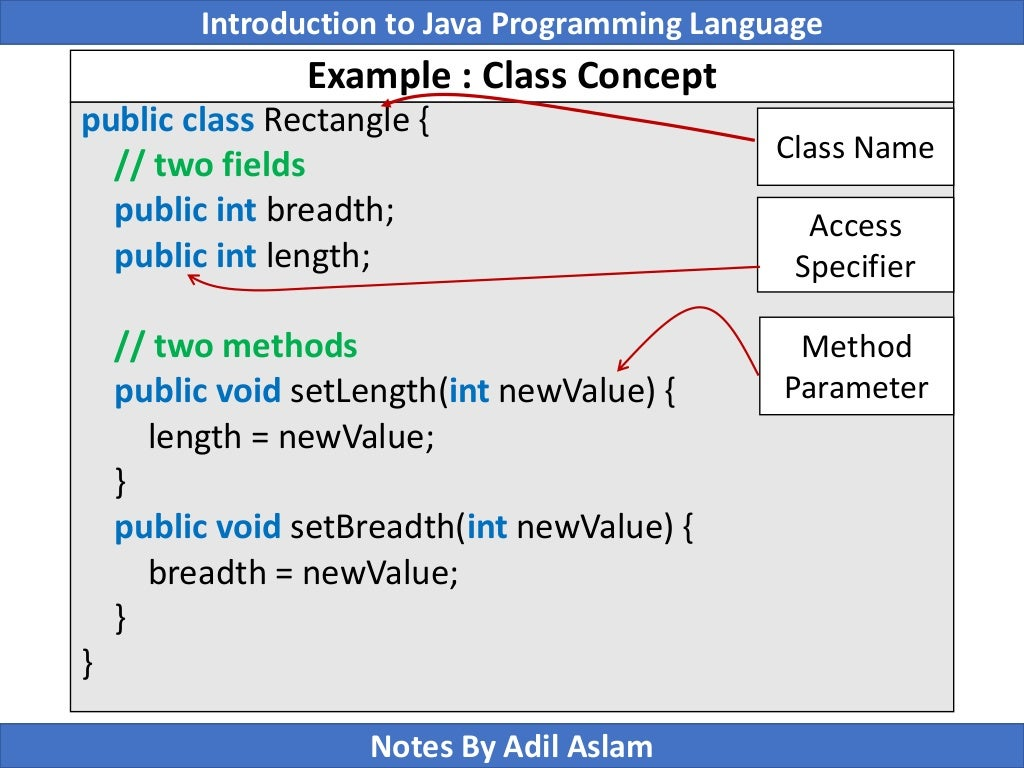 Introduction to Java Programming Language
Example : Class Concept
public class Rectangle {
// two fields
public int breadth;
public int length;
// two methods
public void setLength(int newValue) {
length = newValue;
}
public void setBreadth(int newValue) {
breadth = newValue;
}
}
Class Name
Access
Specifier
Method
Parameter
Notes By Adil Aslam